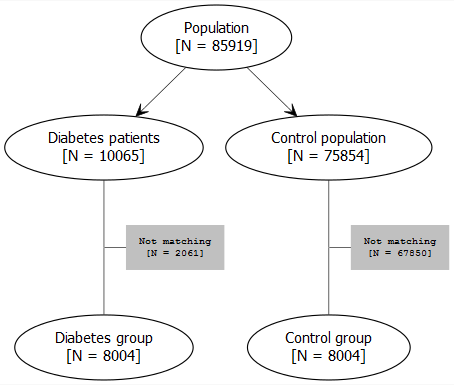 Population
[N = 85919]
Diabetes patients
[N = 10065]
Control population
[N = 75854]
Not matching
[N = 2061]
Not matching
[N = 67850]
Diabetes group
[N = 8004]
Control group
[N = 8004]